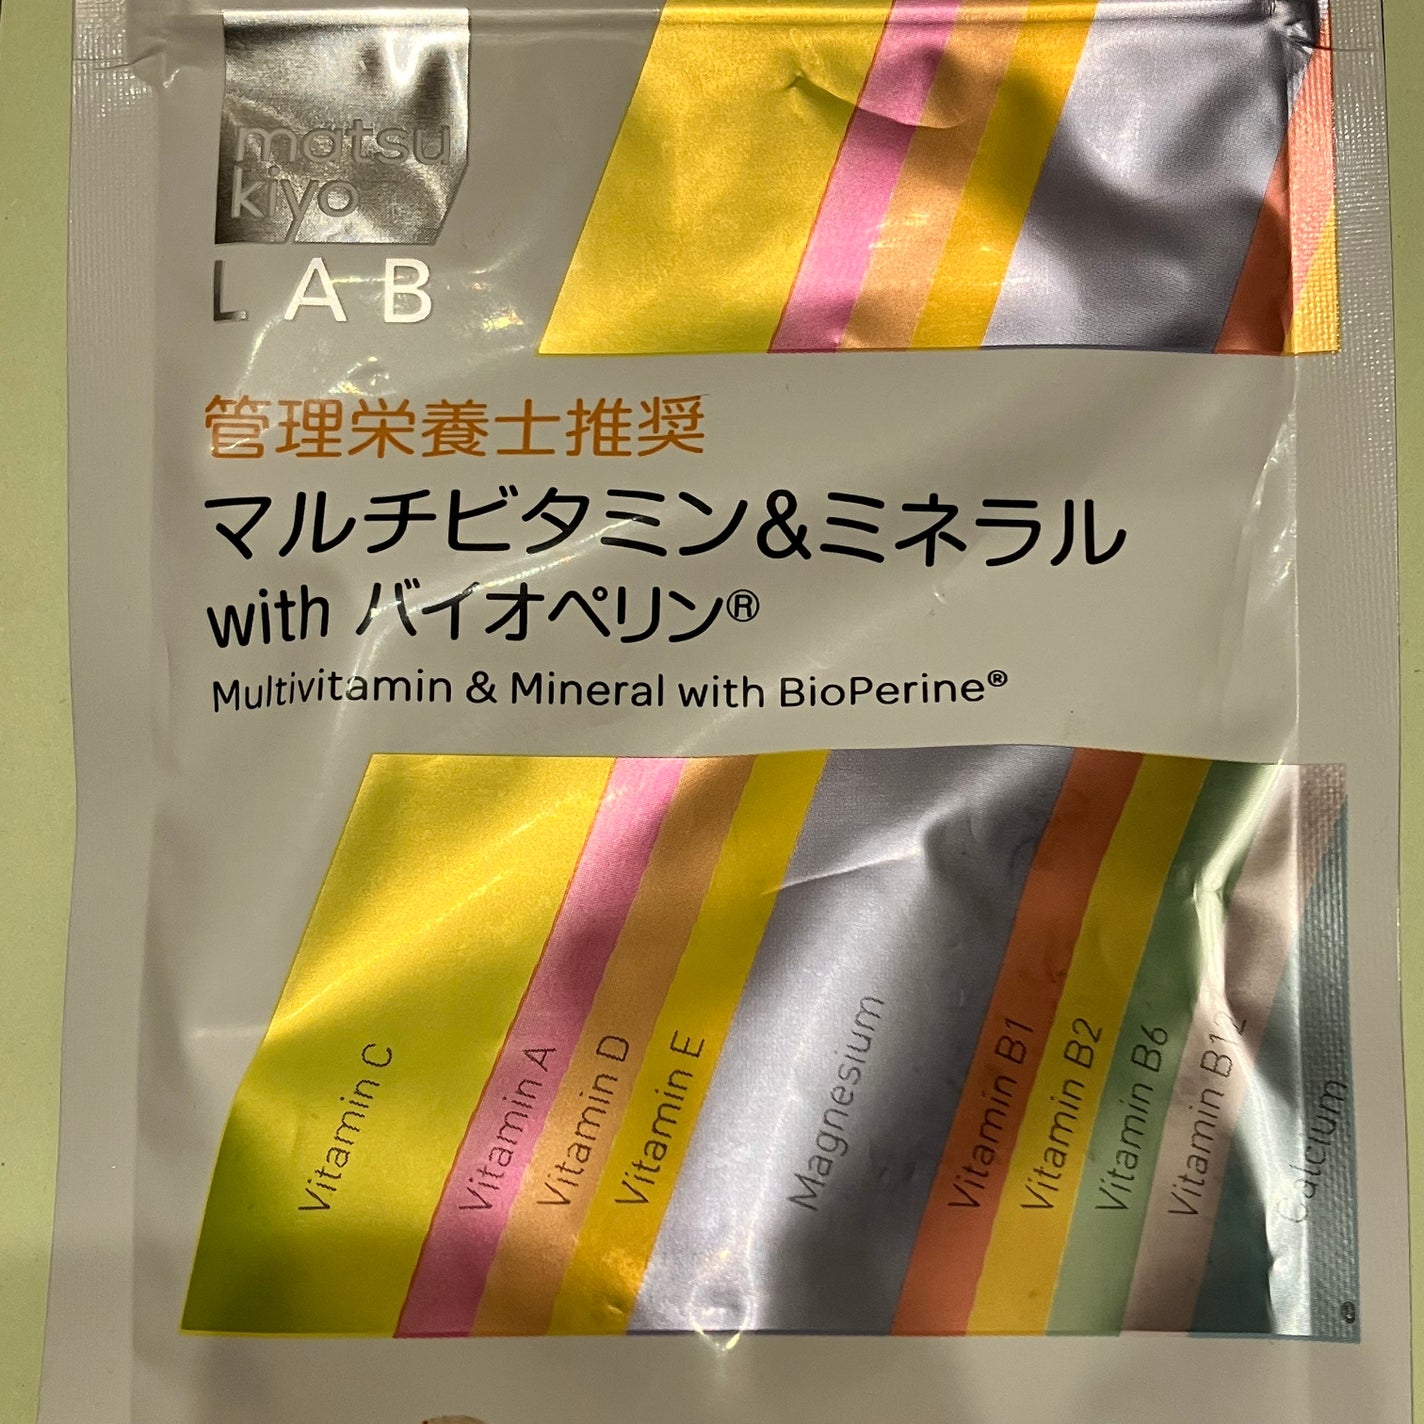 matsu
kiyo
LAB
管理栄養士推奨
マルチビタミン&ミネラル
with バイオペリン®
Multivitamin & Mineral with BioPerine®
Vitamin C
Vitamin A
Vitamin D
Vitamin E
Magnesium
Vitamin B1
Vitamin B2
Vitamin B6
Vitamin B12
Calcium